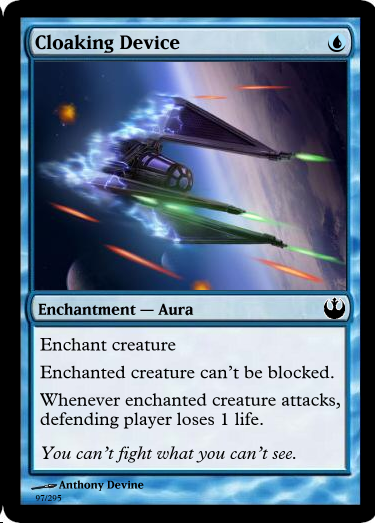 Cloaking Device
Enchantment — Aura
Enchant creature
Enchanted creature can't be blocked.
Whenever enchanted creature attacks,
defending player loses 1 life.
You can't fight what you can't see.
Anthony Devine
97/295